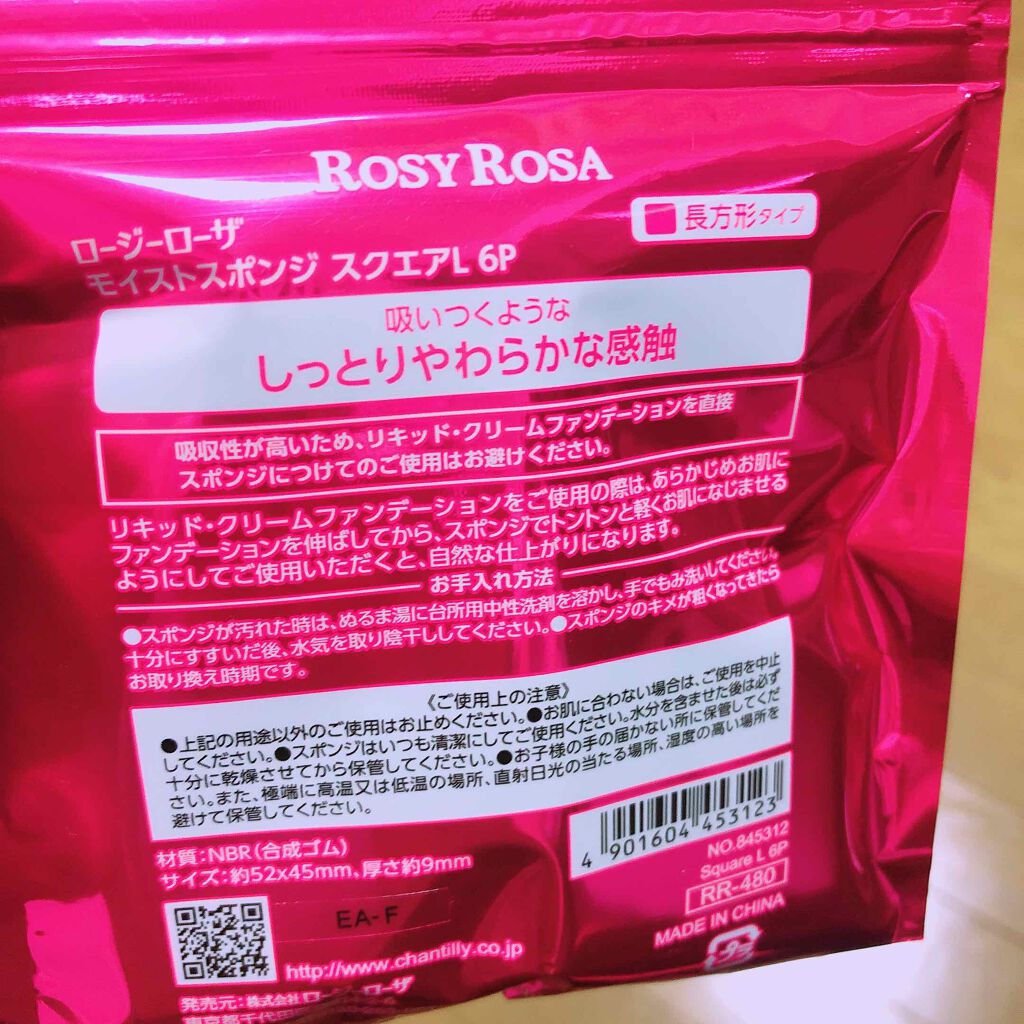 ROSY ROSA
長方形タイプ
ロージーローザ
モイストスポンジ スクエアL 6P
吸いつくような
しっとりやわらかな感触
吸収性が高いため、リキッド・クリームファンデーションを直接
スポンジにつけてのご使用はお避けください。
リキッド・クリームファンデーションをご使用の際は、あらかじめお肌に
ファンデーションを伸ばしてから、スポンジでトントンと軽くお肌になじませる
ようにしてご使用いただくと、自然な仕上がりになります。
お手入れ方法
●スポンジが汚れた時は、ぬるま湯に台所用中性洗剤を溶かし、手でもみ洗いしてください。
十分にすすいだ後、水気を取り陰干ししてください。●スポンジのキメが粗くなってきたら
お取り換え時期です。
《ご使用上の注意》
●上記の用途以外のご使用はお止めください。●お肌に合わない場合は、ご使用を中止
してください。●スポンジはいつも清潔にしてご使用ください。水分を含ませた後は必ず
十分に乾燥させてから保管してください。●お子様の手の届かない所に保管してくだ
さい。また、極端に高温又は低温の場所、直射日光の当たる場所、湿度の高い場所を
避けて保管してください。
材質:NBR(合成ゴム)
サイズ:約52x45mm、厚さ約9mm
4 901604 453123
NO.845312
Square L 6P
RR-480
MADE IN CHINA
EA-F
http://www.chantilly.co.jp
発売元:株式会社ロージーローザ
東京都千代田